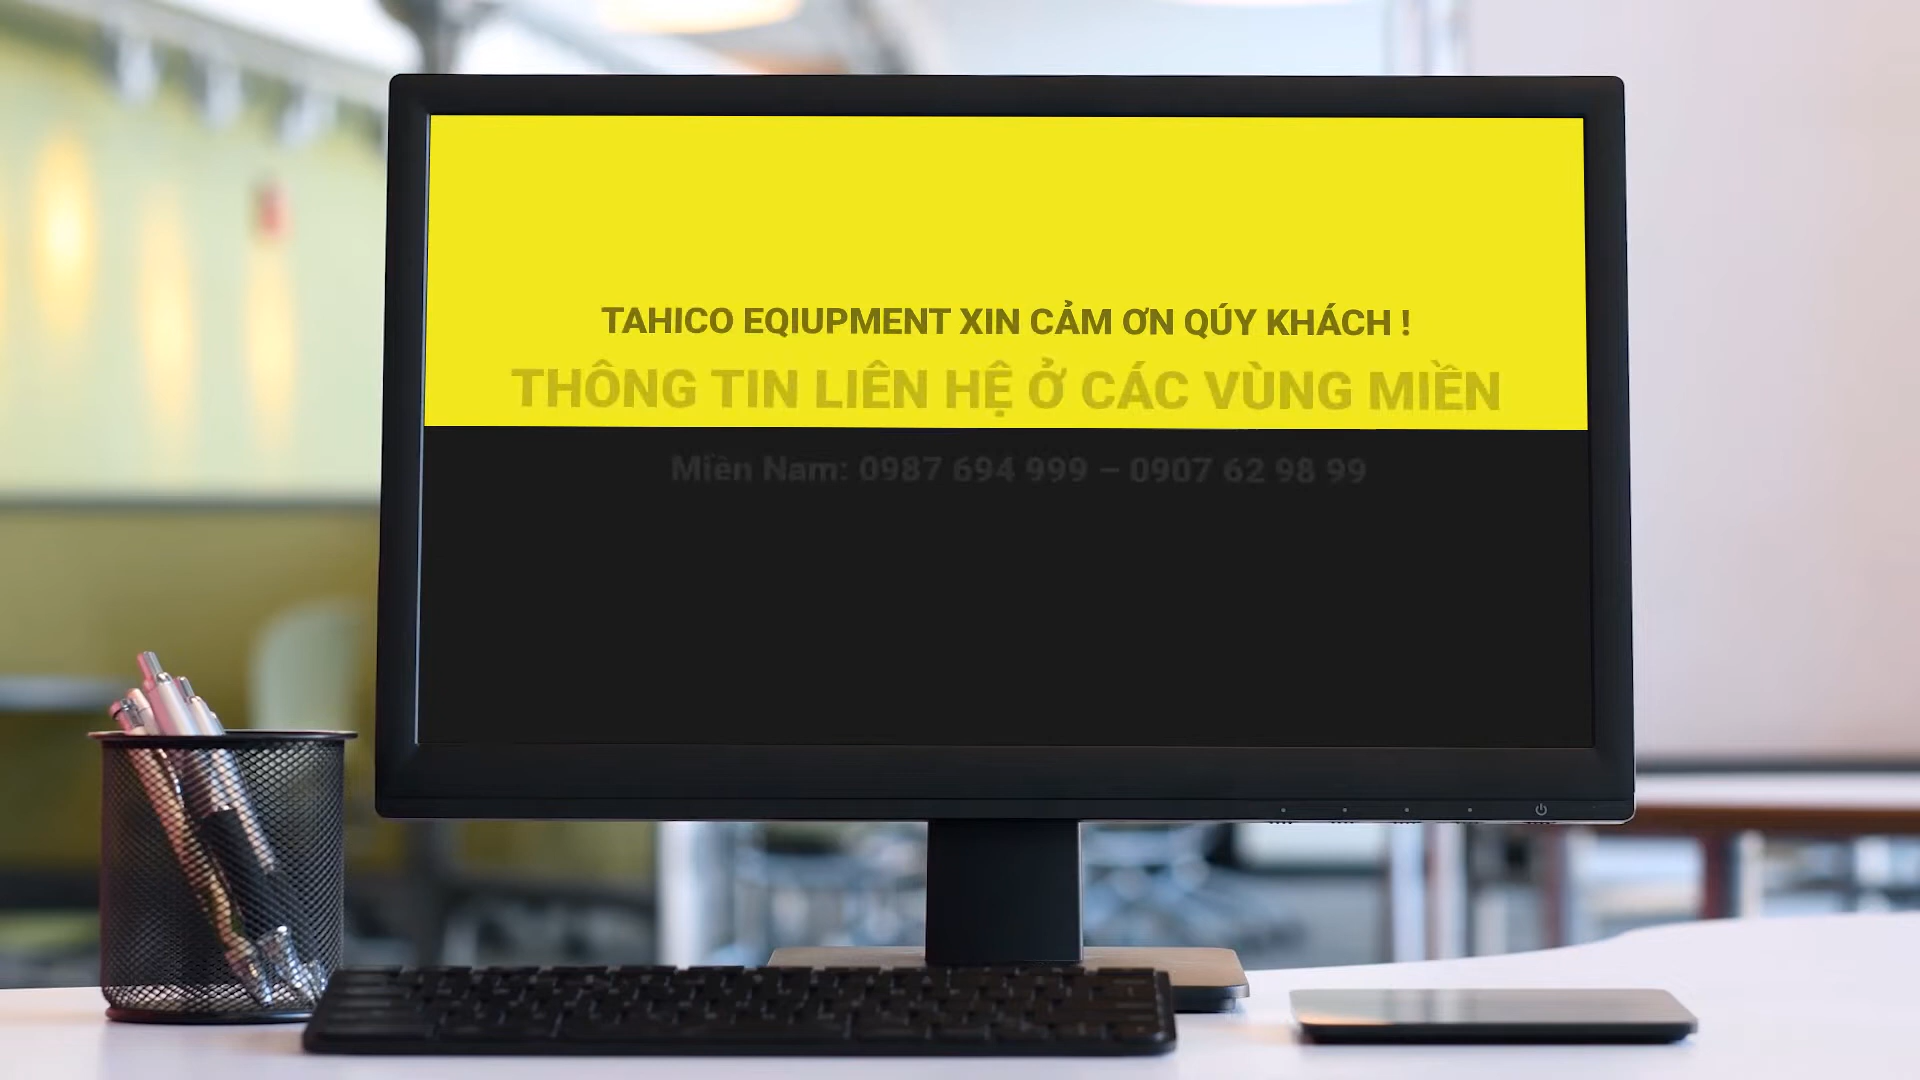 TAHICO EQIUPMENT XIN CẢM ƠN QÚY KHÁCH !
THÔNG TIN LIÊN HỆ Ở CÁC VÙNG MIỀN
Miền Nam: 0987 694 999 – 0907 62 98 99